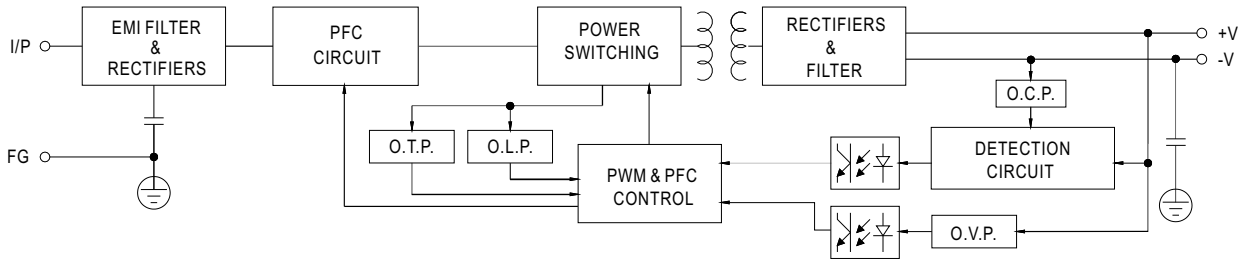 I/P
EMI FILTER
&
RECTIFIERS
PFC
CIRCUIT
POWER
SWITCHING
RECTIFIERS
&
FILTER
+V
-V
O.C.P.
FG
O.T.P.
O.L.P.
PWM & PFC
CONTROL
DETECTION
CIRCUIT
O.V.P.